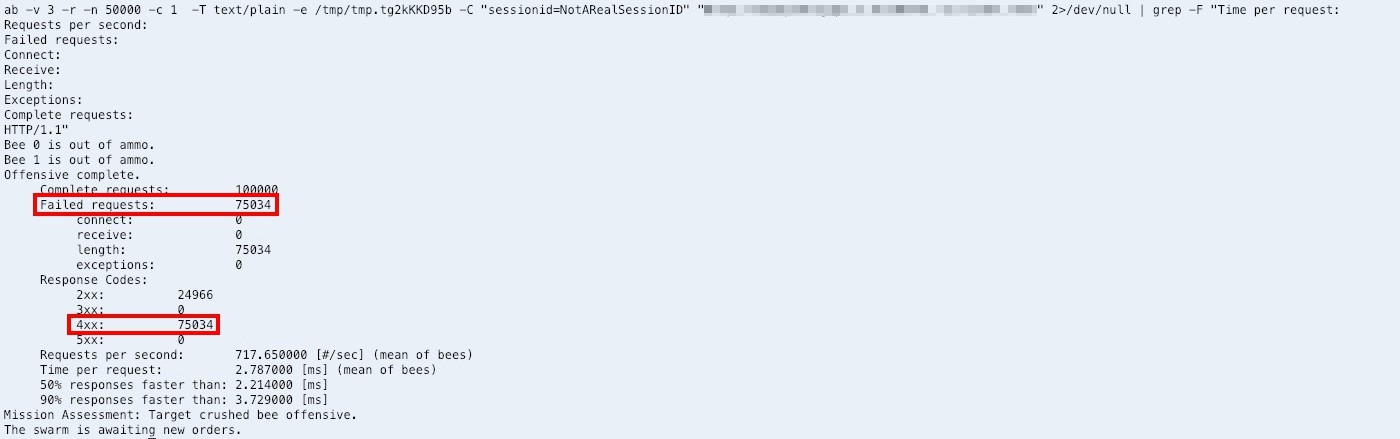 ab -v 3 -r -n 50000 -c 1  -T text/plain -e /tmp/tmp.tg2kKKD95b -C "sessionid=NotARealSessionID" "" 2>/dev/null | grep -F "Time per request:
Requests per second:
Failed requests:
Connect:
Receive:
Length:
Exceptions:
Complete requests:
HTTP/1.1"
Bee 0 is out of ammo.
Bee 1 is out of ammo.
Offensive complete.
Complete requests: 100000
Failed requests: 75034
connect: 0
receive: 0
length: 75034
exceptions: 0
Response Codes:
2xx: 24966
3xx: 0
4xx: 75034
5xx: 0
Requests per second: 717.650000 [#/sec] (mean of bees)
Time per request: 2.787000 [ms] (mean of bees)
50% responses faster than: 2.214000 [ms]
90% responses faster than: 3.729000 [ms]
Mission Assessment: Target crushed bee offensive.
The swarm is awaiting new orders.